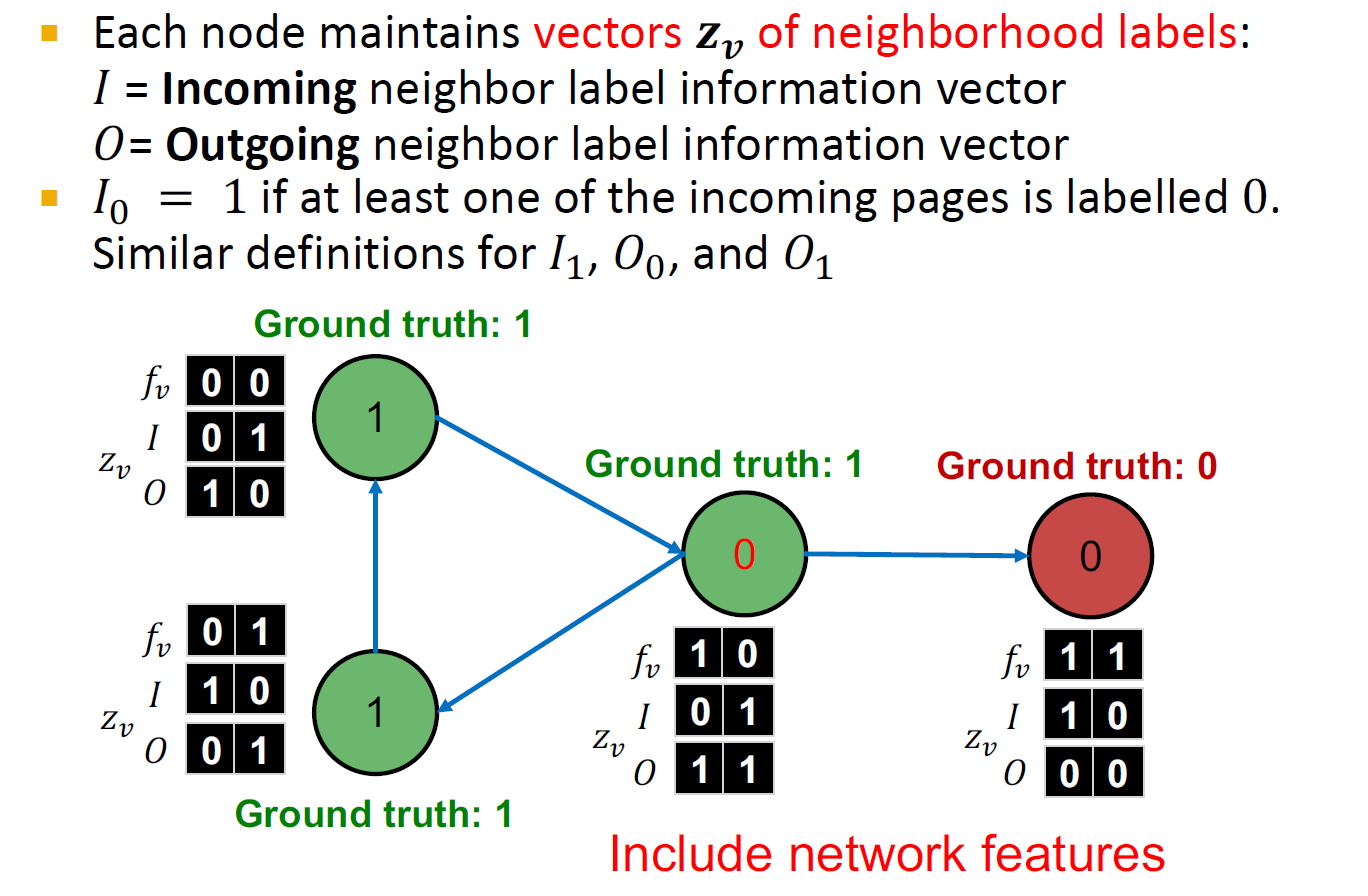 Each node maintains vectors z_v of neighborhood labels:
I = Incoming neighbor label information vector
O= Outgoing neighbor label information vector
I_0 = 1 if at least one of the incoming pages is labelled 0.
Similar definitions for I_1, O_0, and O_1
Ground truth: 1
f_v 0 0
I 0 1
z_v
O 1 0
1
Ground truth: 1
0
f_v 1 0
I 0 1
z_v
O 1 1
Ground truth: 0
0
f_v 1 1
I 1 0
z_v
O 0 0
f_v 0 1
I 1 0
z_v
O 0 1
1
Ground truth: 1
Include network features